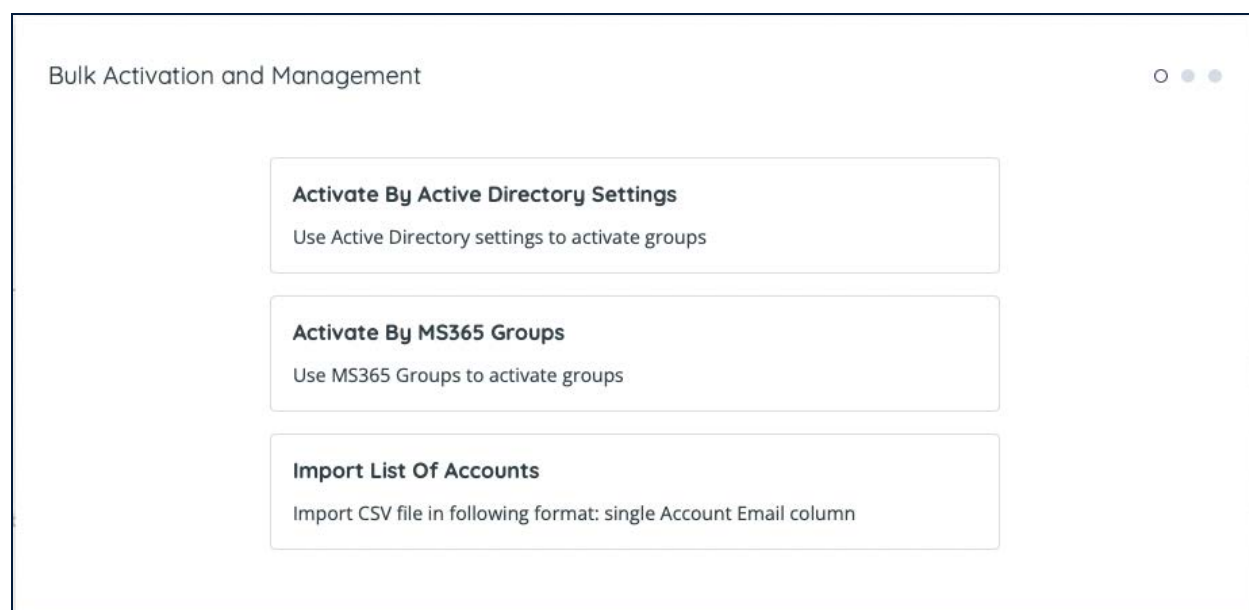 Bulk Activation and Management
Activate By Active Directory Settings
Use Active Directory settings to activate groups
Activate By MS365 Groups
Use MS365 Groups to activate groups
Import List Of Accounts
Import CSV file in following format: single Account Email column